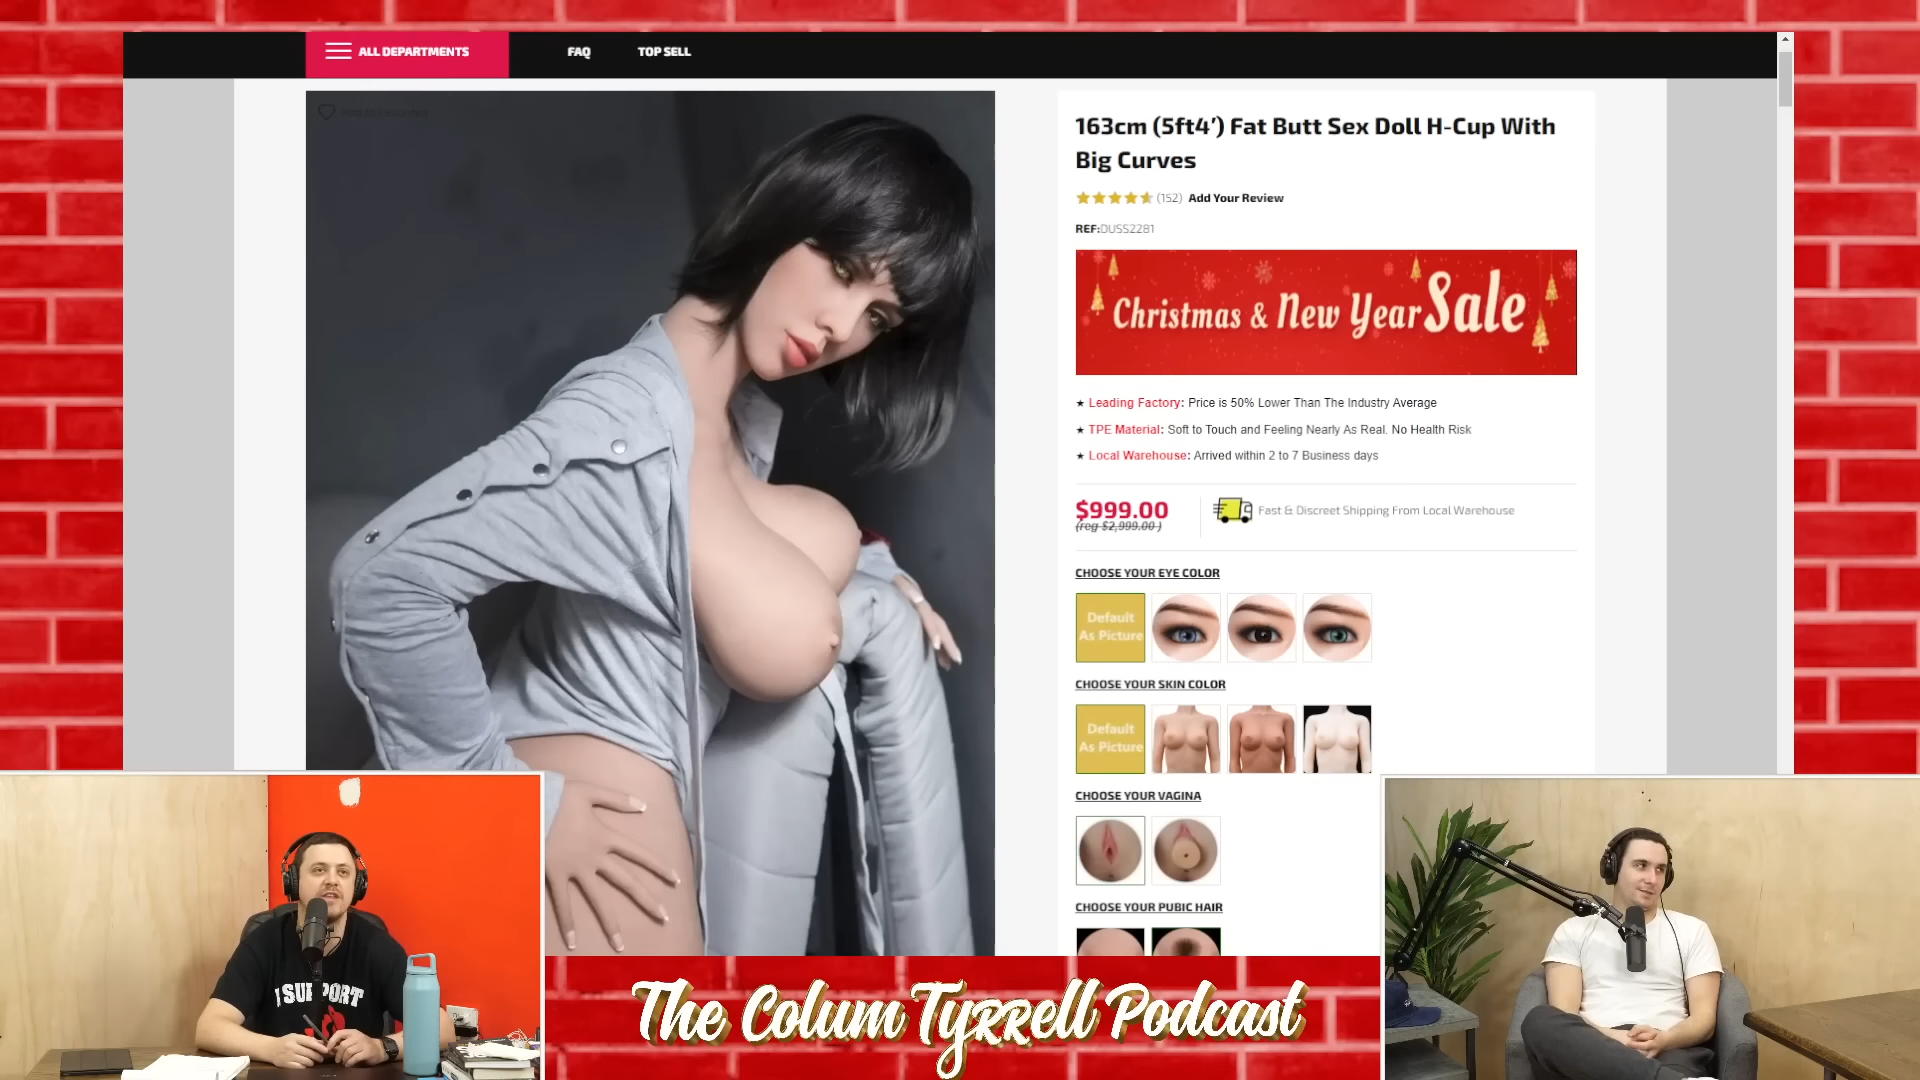 ALL DEPARTMENTS
FAQ
TOP SELL
163cm (5ft4′) Fat Butt Sex Doll H-Cup With
Big Curves
(152) Add Your Review
REF:DUSS2281
Christmas & New Year Sale
★ Leading Factory: Price is 50% Lower Than The Industry Average
★ TPE Material: Soft to Touch and Feeling Nearly As Real. No Health Risk
★ Local Warehouse: Arrived within 2 to 7 Business days
$999.00
(reg $2,999.00 )
Fast & Discreet Shipping From Local Warehouse
CHOOSE YOUR EYE COLOR
Default
As Picture
CHOOSE YOUR SKIN COLOR
Default
As Picture
CHOOSE YOUR VAGINA
CHOOSE YOUR PUBIC HAIR
I SUPPORT
The Colum Tyrrell Podcast